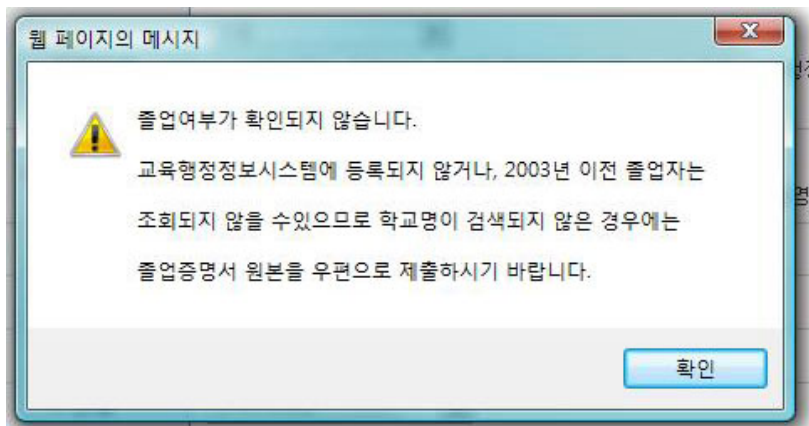 웹 페이지의 메시지
졸업여부가 확인되지 않습니다.
교육행정정보시스템에 등록되지 않거나, 2003년 이전 졸업자는
조회되지 않을 수있으므로 학교명이 검색되지 않은 경우에는
졸업증명서 원본을 우편으로 제출하시기 바랍니다.
확인